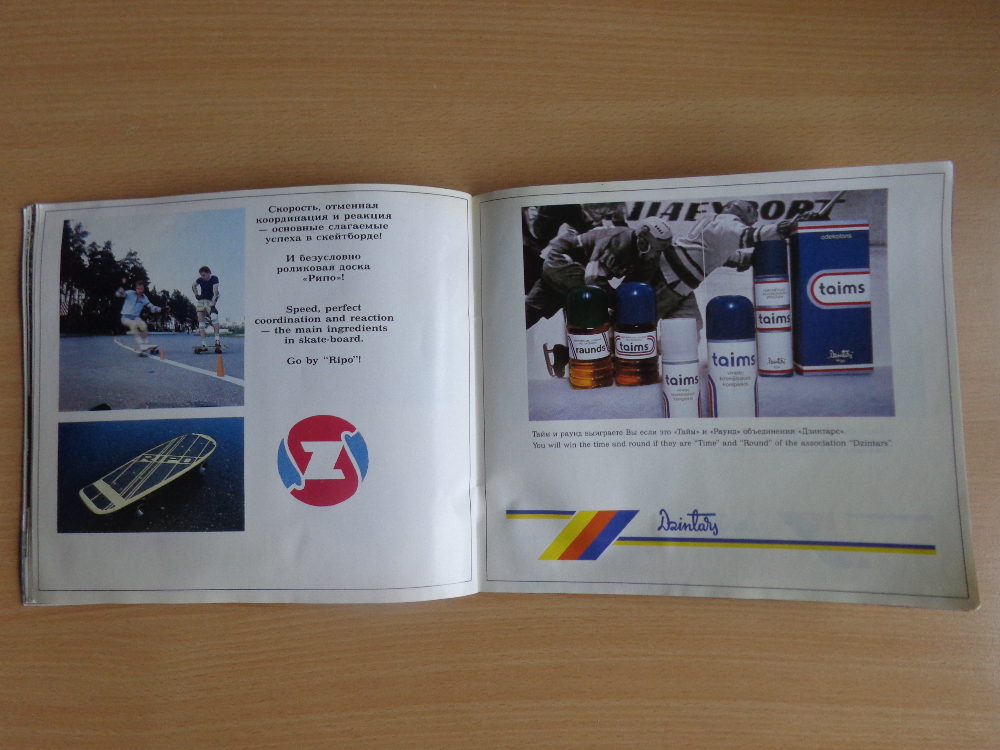 Скорость, отменная
координация и реакция
— основные слагаемые
успеха в скейтборде!
И безусловно
роликовая доска
«Рипо»!
Speed, perfect
coordination and reaction
— the main ingredients
in skate-board.
Go by “Ripo”!
RIPO
odekolons
taims
raunds
taims
taims
taims
taims
Dzintars
Тайм и раунд выиграете Вы если это «Тайм» и «Раунд» объединения «Дзинтарс».
You will win the time and round if they are “Time” and “Round” of the association “Dzintars”.
Dzintars